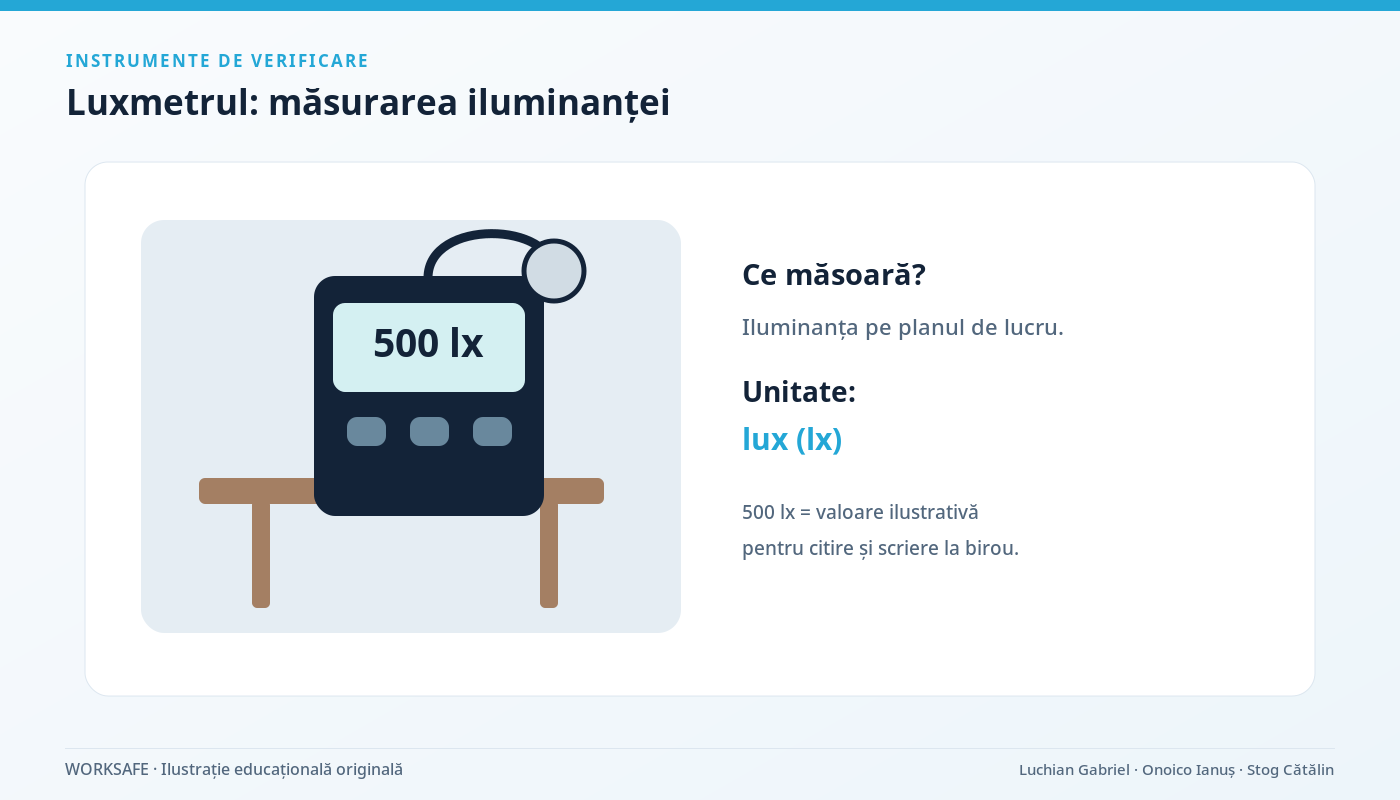 INSTRUMENTE DE VERIFICARE
Luxmetrul: măsurarea iluminanței
500 lx
Ce măsoară?
Iluminanța pe planul de lucru.
Unitate:
lux (lx)
500 lx = valoare ilustrativă
pentru citire și scriere la birou.
WORKSAFE · Ilustrație educațională originală
Luchian Gabriel · Onoico Ianuș · Stog Cătălin